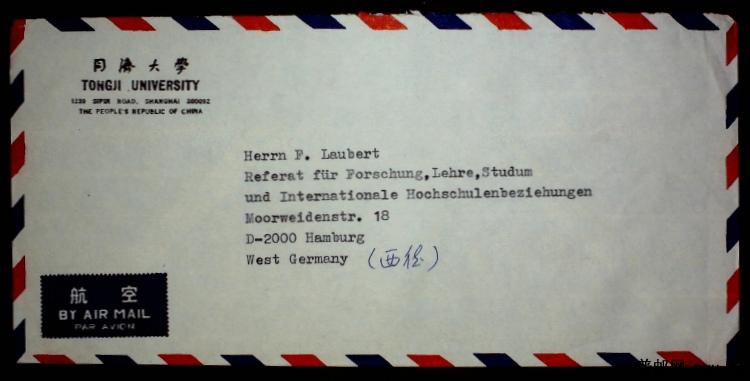 同濟大學
TONGJI UNIVERSITY
1239 SIPIN ROAD, SHANGHAI 200092
THE PEOPLE'S REPUBLIC OF CHINA
Herrn F. Laubert
Referat für Forschung,Lehre,Studum
und Internationale Hochschulenbeziehungen
Moorweidenstr. 18
D-2000 Hamburg
West Germany (西德)
航 空
BY AIR MAIL
PAR AVION